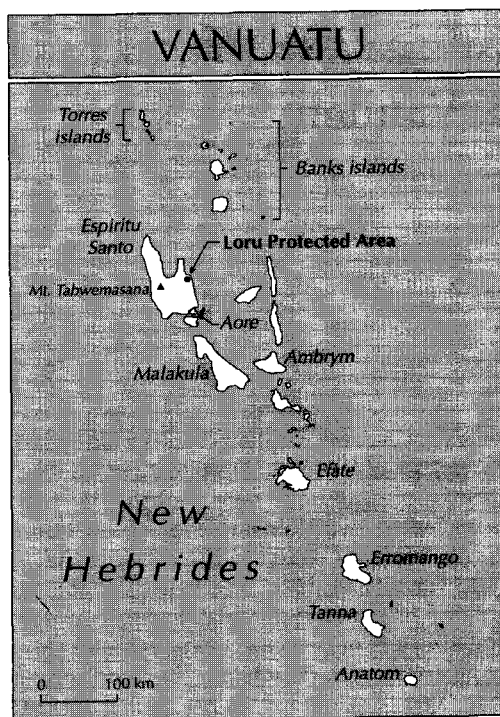 VANUATU
Torres
islands
Banks islands
Espiritu
Santo
Loru Protected Area
Mt. Tabwemasana
Aore
Ambrym
Malakula
Efate
New
Hebrides
Erromango
Tanna
Anatom
0 100 km